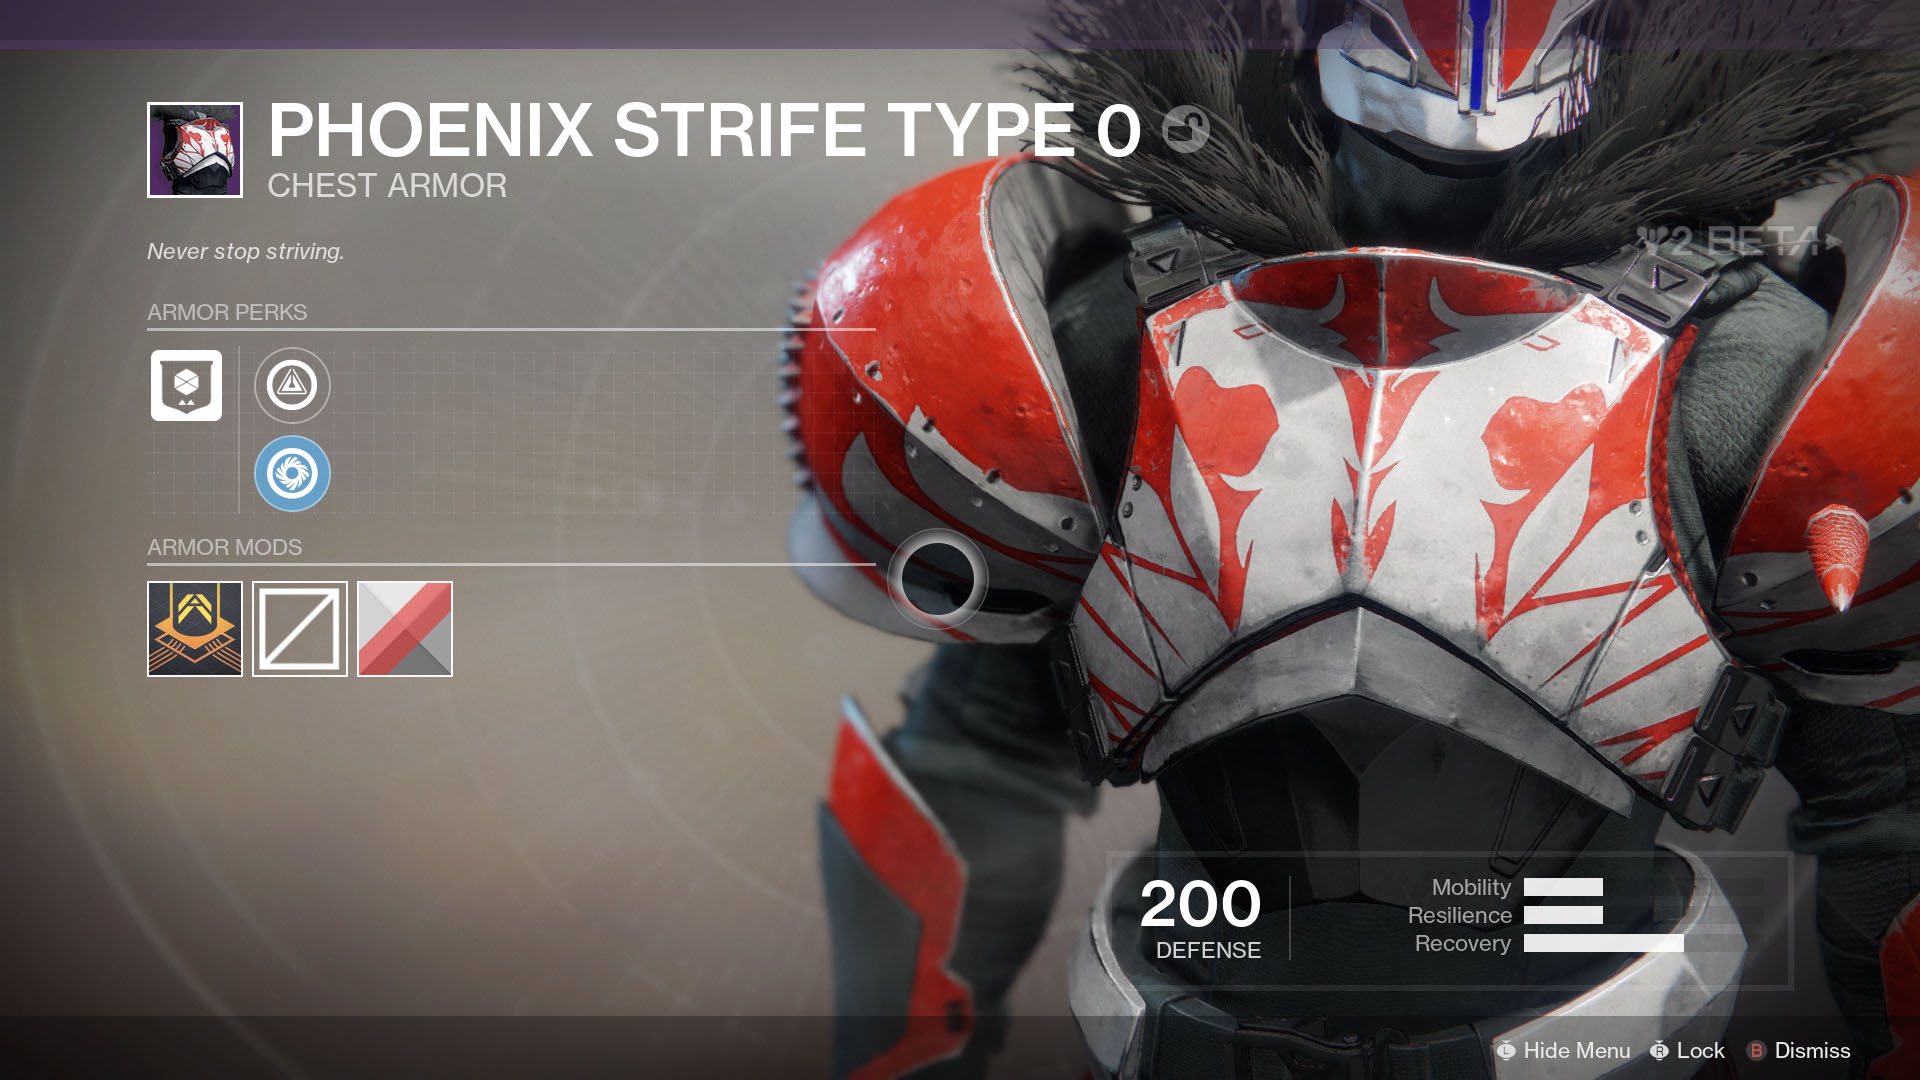 PHOENIX STRIFE TYPE 0
CHEST ARMOR
Never stop striving.
2 BETA
ARMOR PERKS
ARMOR MODS
200
DEFENSE
Mobility
Resilience
Recovery
L Hide Menu R Lock B Dismiss